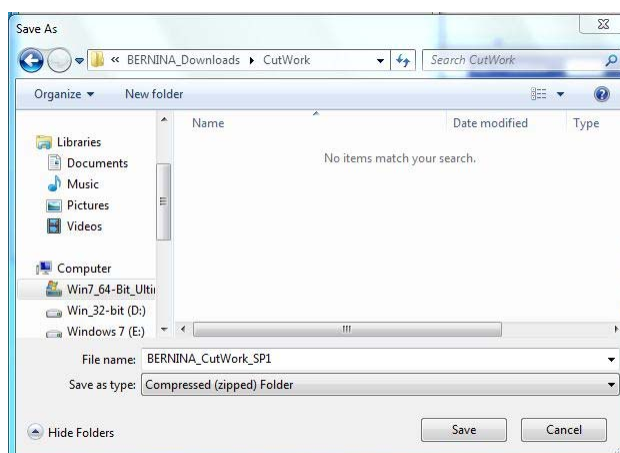 Save As
« BERNINA_Downloads ▸ CutWork
Search CutWork
Organize ▾ New folder
Name Date modified Type
No items match your search.
Libraries
Documents
Music
Pictures
Videos
Computer
Win7_64-Bit_Ulti
Win_32-bit (D:)
Windows 7 (E:)
File name: BERNINA_CutWork_SP1
Save as type: Compressed (zipped) Folder
Hide Folders Save Cancel